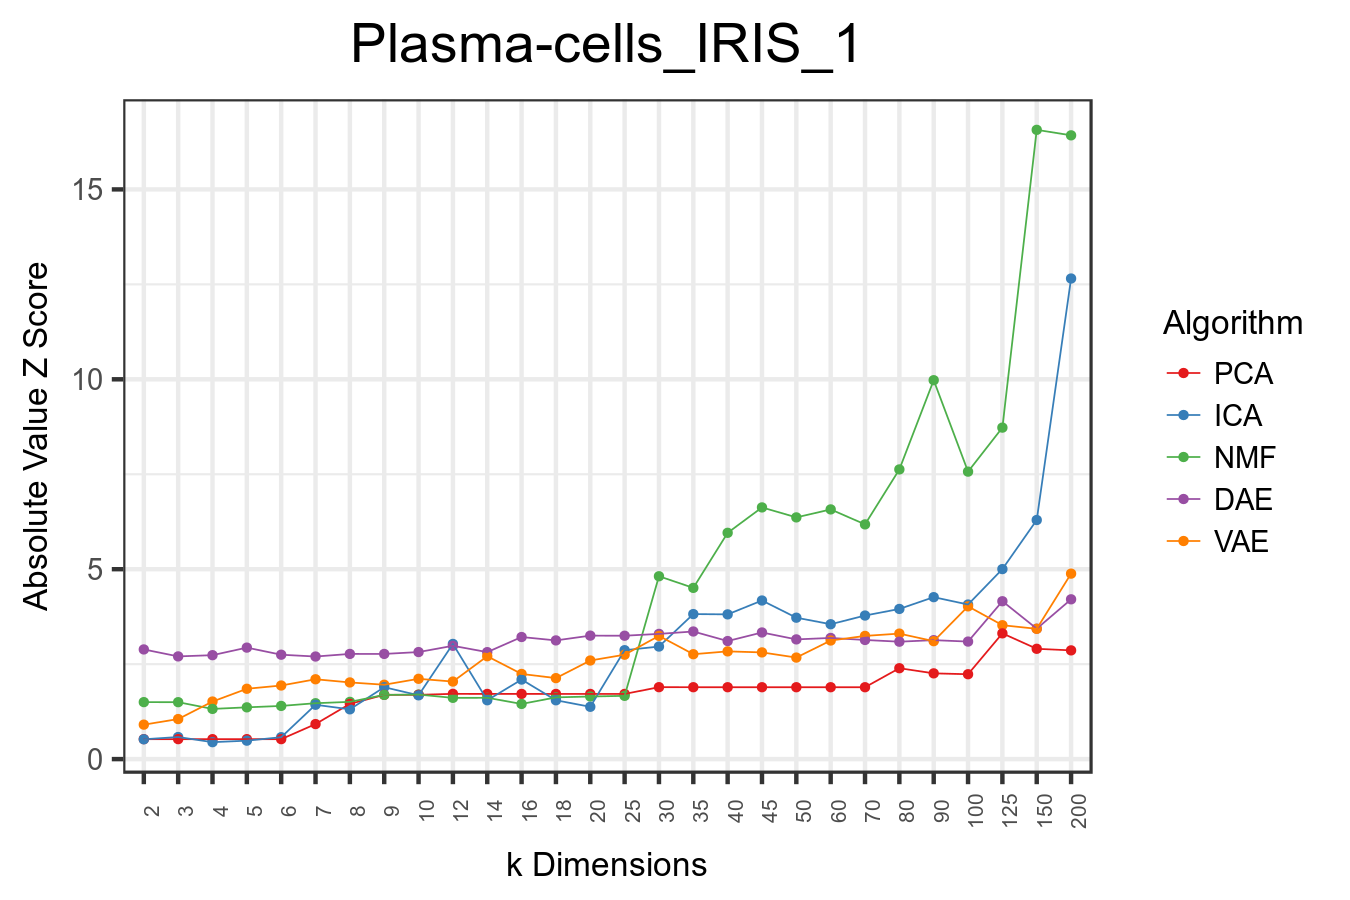 Plasma-cells_IRIS_1
Absolute Value Z Score
15
10
5
0
2 3 4 5 6 7 8 9 10 12 14 16 18 20 25 30 35 40 45 50 60 70 80 90 100 125 150 200
k Dimensions
Algorithm
PCA
ICA
NMF
DAE
VAE